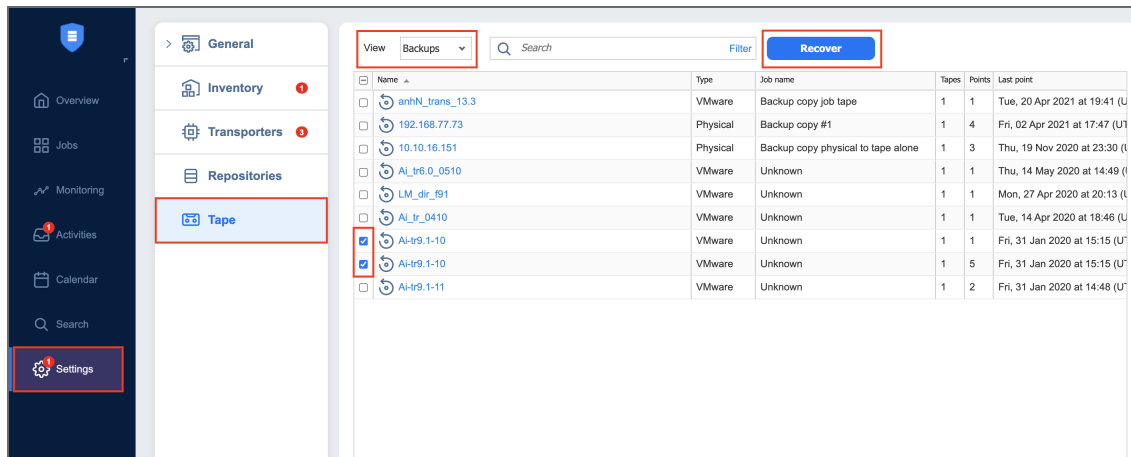 Overview
Jobs
Monitoring
1
Activities
Calendar
Search
1
Settings
General
Inventory 1
Transporters 3
Repositories
Tape
View Backups Search Filter Recover
Name Type Job name Tapes Points Last point
anhN_trans_13.3 VMware Backup copy job tape 1 1 Tue, 20 Apr 2021 at 19:41 (U
192.168.77.73 Physical Backup copy #1 1 4 Fri, 02 Apr 2021 at 17:47 (UT
10.10.16.151 Physical Backup copy physical to tape alone 1 3 Thu, 19 Nov 2020 at 23:30 (
Ai_tr6.0_0510 VMware Unknown 1 1 Thu, 14 May 2020 at 14:49 (
LM_dir_f91 VMware Unknown 1 1 Mon, 27 Apr 2020 at 20:13 (
Ai_tr_0410 VMware Unknown 1 1 Tue, 14 Apr 2020 at 18:46 (U
Ai-tr9.1-10 VMware Unknown 1 1 Fri, 31 Jan 2020 at 15:15 (UT
Ai-tr9.1-10 VMware Unknown 1 5 Fri, 31 Jan 2020 at 15:15 (UT
Ai-tr9.1-11 VMware Unknown 1 2 Fri, 31 Jan 2020 at 14:48 (UT